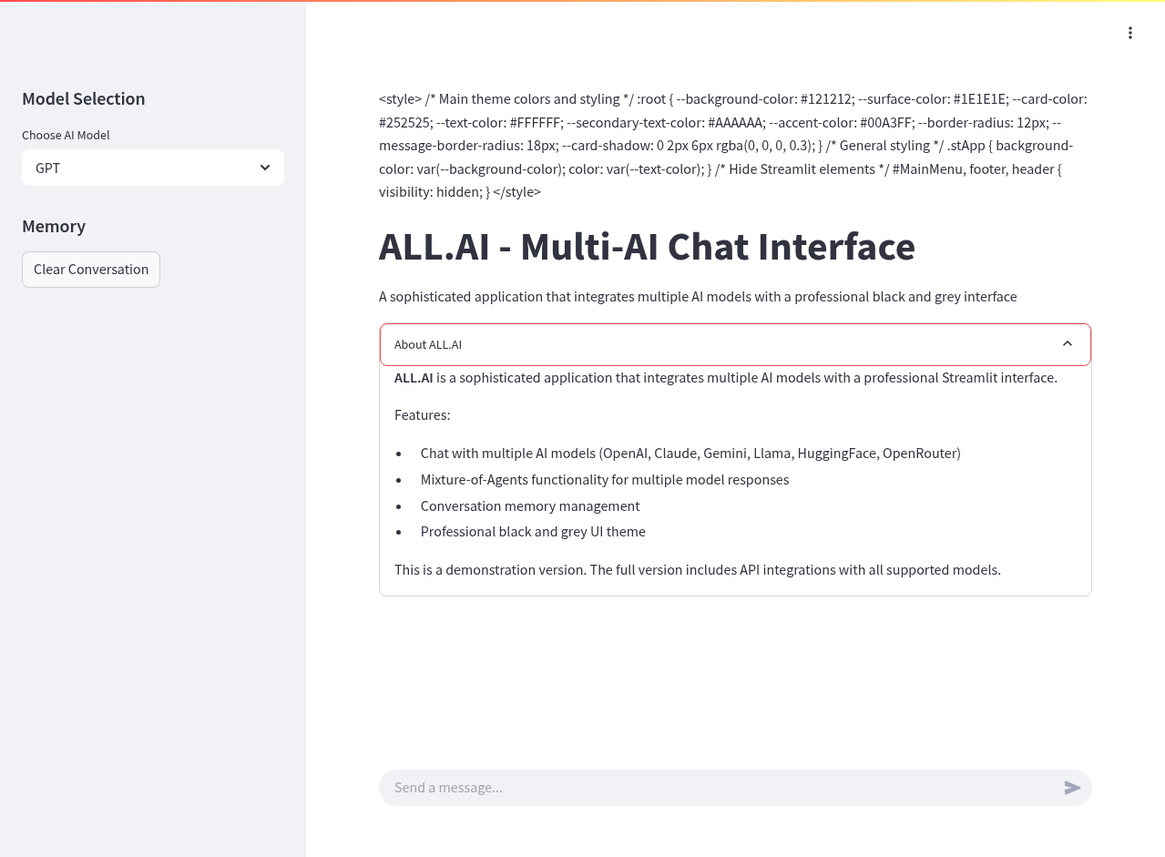 Model Selection
Choose AI Model
GPT
Memory
Clear Conversation
<style> /* Main theme colors and styling */ :root { --background-color: #121212; --surface-color: #1E1E1E; --card-color:
#252525; --text-color: #FFFFFF; --secondary-text-color: #AAAAAA; --accent-color: #00A3FF; --border-radius: 12px; --
message-border-radius: 18px; --card-shadow: 0 2px 6px rgba(0, 0, 0, 0.3); } /* General styling */ .stApp { background-
color: var(--background-color); color: var(--text-color); } /* Hide Streamlit elements */ #MainMenu, footer, header {
visibility: hidden; } </style>
ALL.AI - Multi-AI Chat Interface
A sophisticated application that integrates multiple AI models with a professional black and grey interface
About ALL.AI
ALL.AI is a sophisticated application that integrates multiple AI models with a professional Streamlit interface.
Features:
• Chat with multiple AI models (OpenAI, Claude, Gemini, Llama, HuggingFace, OpenRouter)
• Mixture-of-Agents functionality for multiple model responses
• Conversation memory management
• Professional black and grey UI theme
This is a demonstration version. The full version includes API integrations with all supported models.
Send a message...